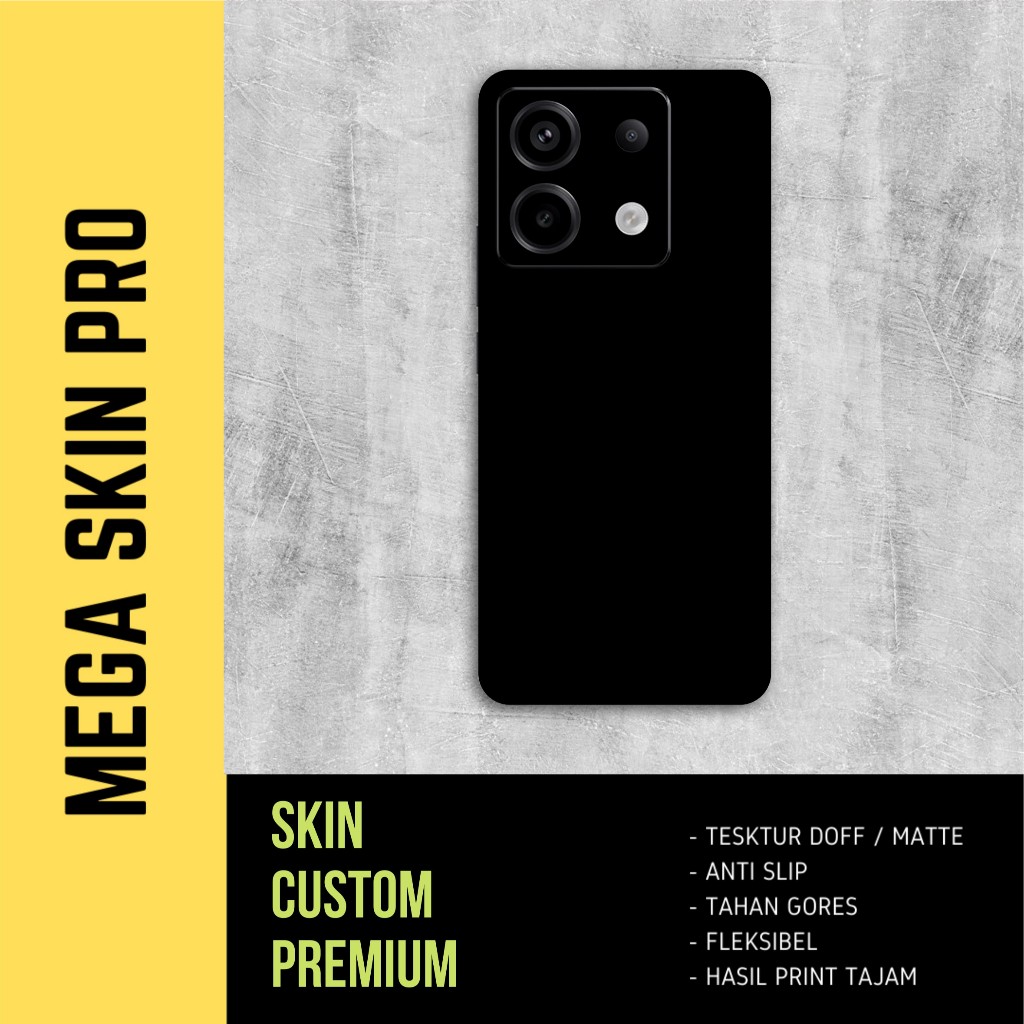 MEGA SKIN PRO
SKIN
CUSTOM
PREMIUM
- TESKTUR DOFF / MATTE
- ANTI SLIP
- TAHAN GORES
- FLEKSIBEL
- HASIL PRINT TAJAM